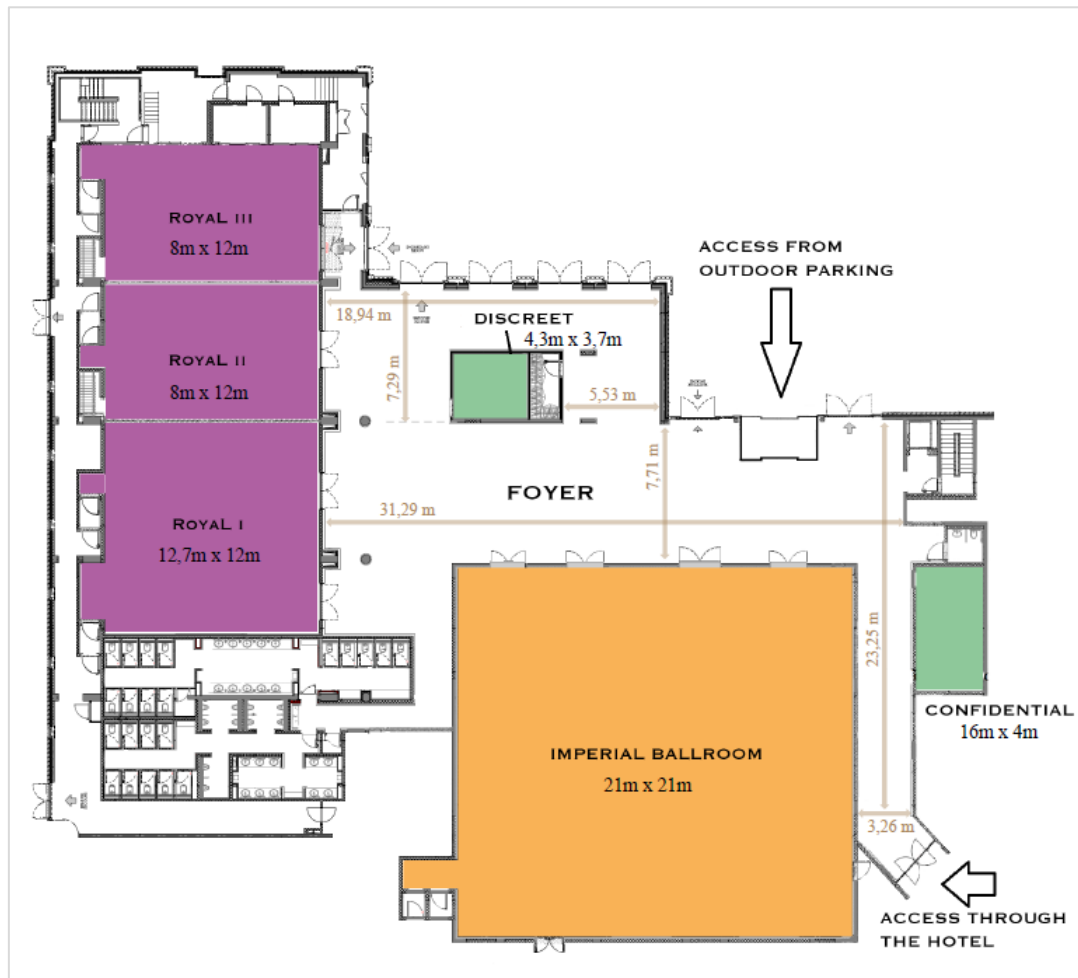 ROYAL III
8m x 12m
ACCESS FROM
OUTDOOR PARKING
18,94 m
DISCREET
4,3m x 3,7m
7,29 m
ROYAL II
8m x 12m
5,53 m
7,71 m
FOYER
31,29 m
ROYAL I
12,7m x 12m
23,25 m
CONFIDENTIAL
16m x 4m
IMPERIAL BALLROOM
21m x 21m
3,26 m
ACCESS THROUGH
THE HOTEL